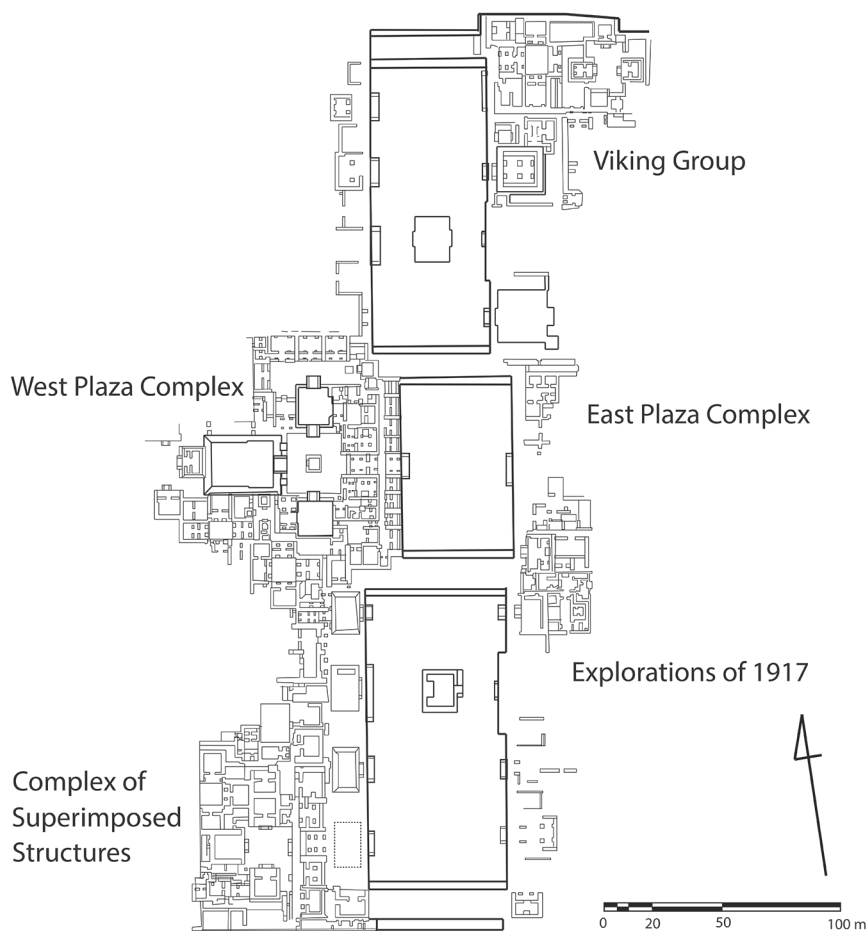 Viking Group
West Plaza Complex
East Plaza Complex
Explorations of 1917
Complex of
Superimposed
Structures
0 20 50 100 m